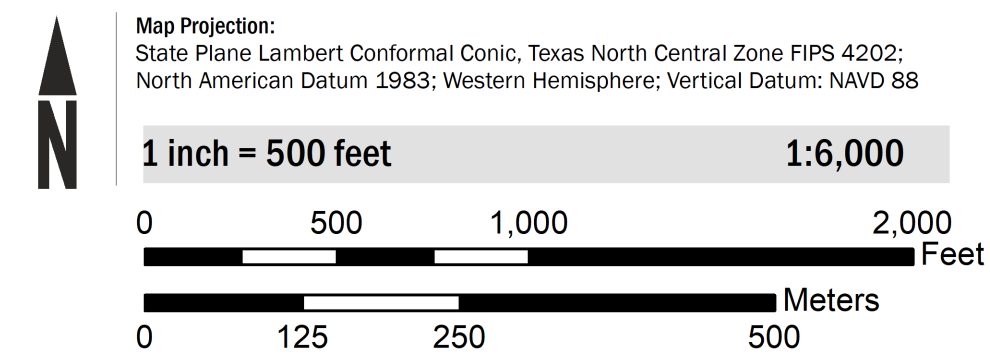 N
Map Projection:
State Plane Lambert Conformal Conic, Texas North Central Zone FIPS 4202;
North American Datum 1983; Western Hemisphere; Vertical Datum: NAVD 88
1 inch = 500 feet 1:6,000
0 500 1,000 2,000
Feet
Meters
0 125 250 500